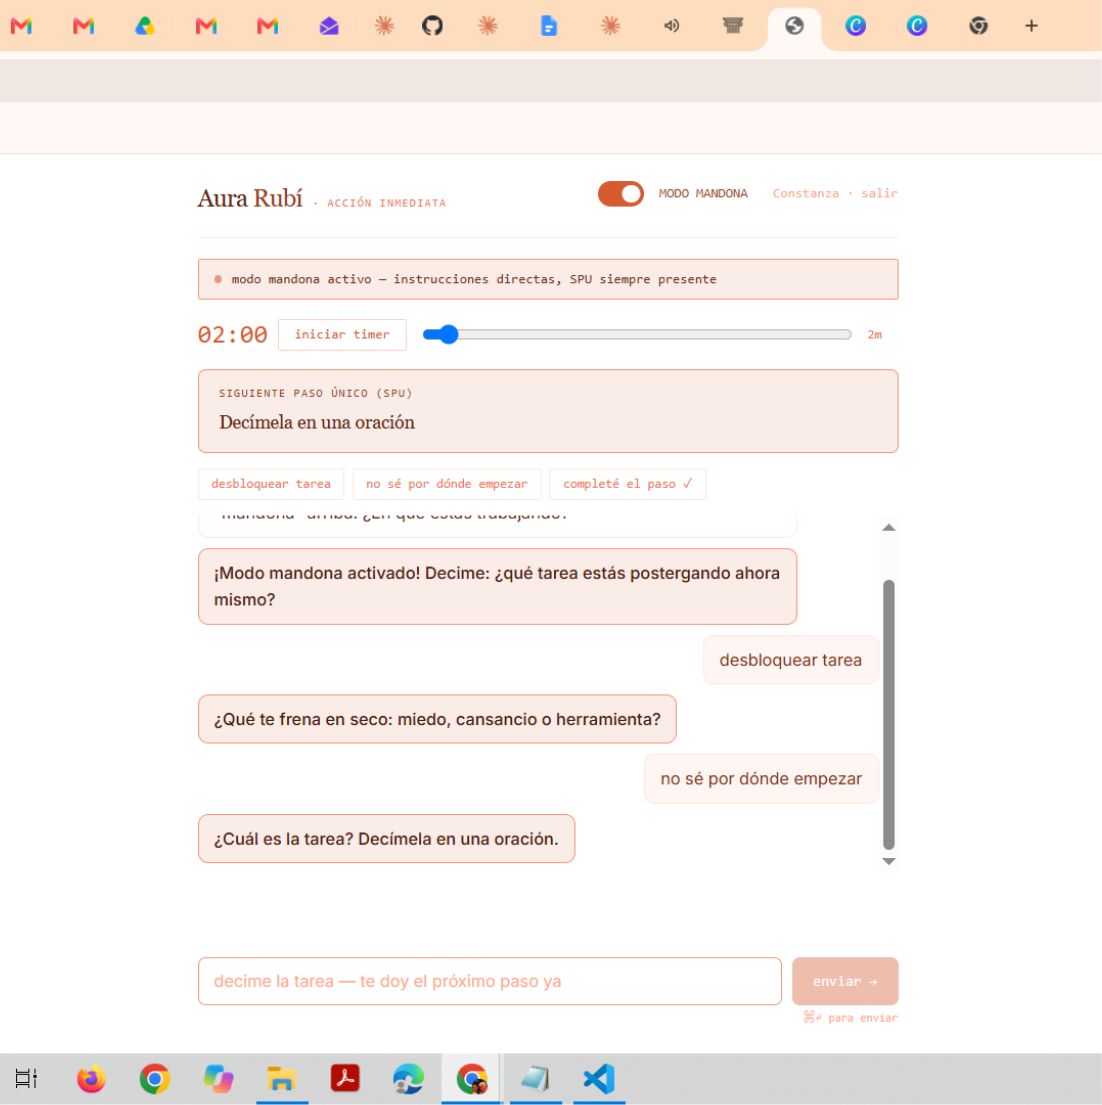 Aura Rubí · ACCIÓN INMEDIATA
MODO MANDONA
Constanza · salir
modo mandona activo — instrucciones directas, SPU siempre presente
02:00
iniciar timer
2m
SIGUIENTE PASO ÚNICO (SPU)
Decímela en una oración
desbloquear tarea
no sé por dónde empezar
completé el paso ✓
¡Modo mandona activado! Decime: ¿qué tarea estás postergando ahora
mismo?
desbloquear tarea
¿Qué te frena en seco: miedo, cansancio o herramienta?
no sé por dónde empezar
¿Cuál es la tarea? Decímela en una oración.
decime la tarea — te doy el próximo paso ya
enviar →
⌘↵ para enviar